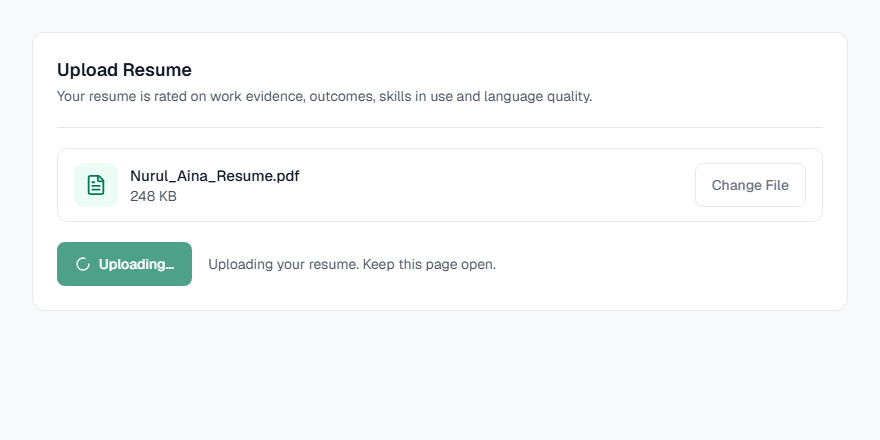 Upload Resume
Your resume is rated on work evidence, outcomes, skills in use and language quality.
Nurul_Aina_Resume.pdf
248 KB
Change File
Uploading...
Uploading your resume. Keep this page open.